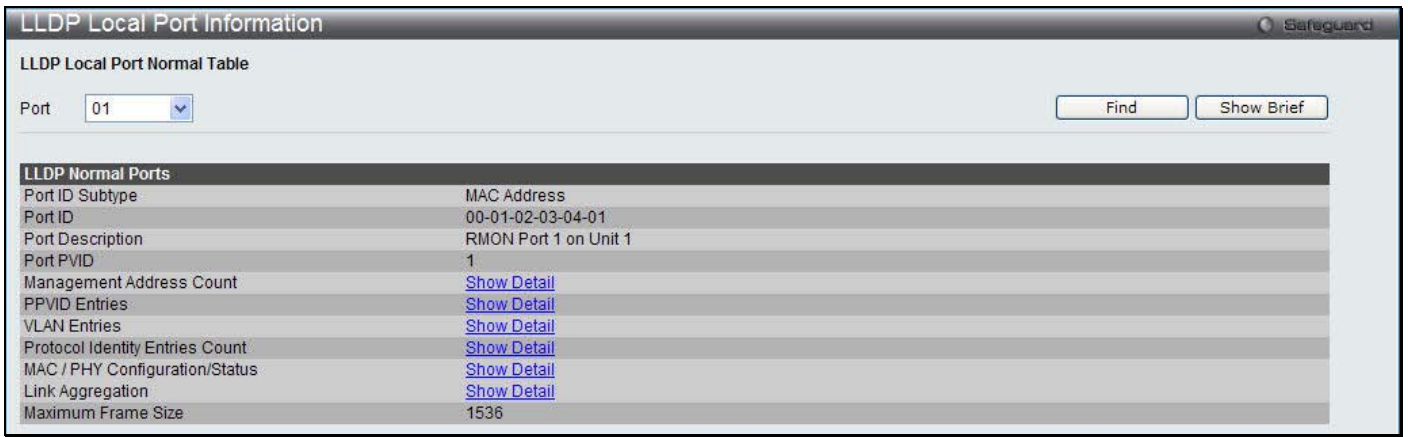 LLDP Local Port Information
Safeguard
LLDP Local Port Normal Table
Port 01 Find Show Brief
LLDP Normal Ports
Port ID Subtype MAC Address
Port ID 00-01-02-03-04-01
Port Description RMON Port 1 on Unit 1
Port PVID 1
Management Address Count Show Detail
PPVID Entries Show Detail
VLAN Entries Show Detail
Protocol Identity Entries Count Show Detail
MAC / PHY Configuration/Status Show Detail
Link Aggregation Show Detail
Maximum Frame Size 1536